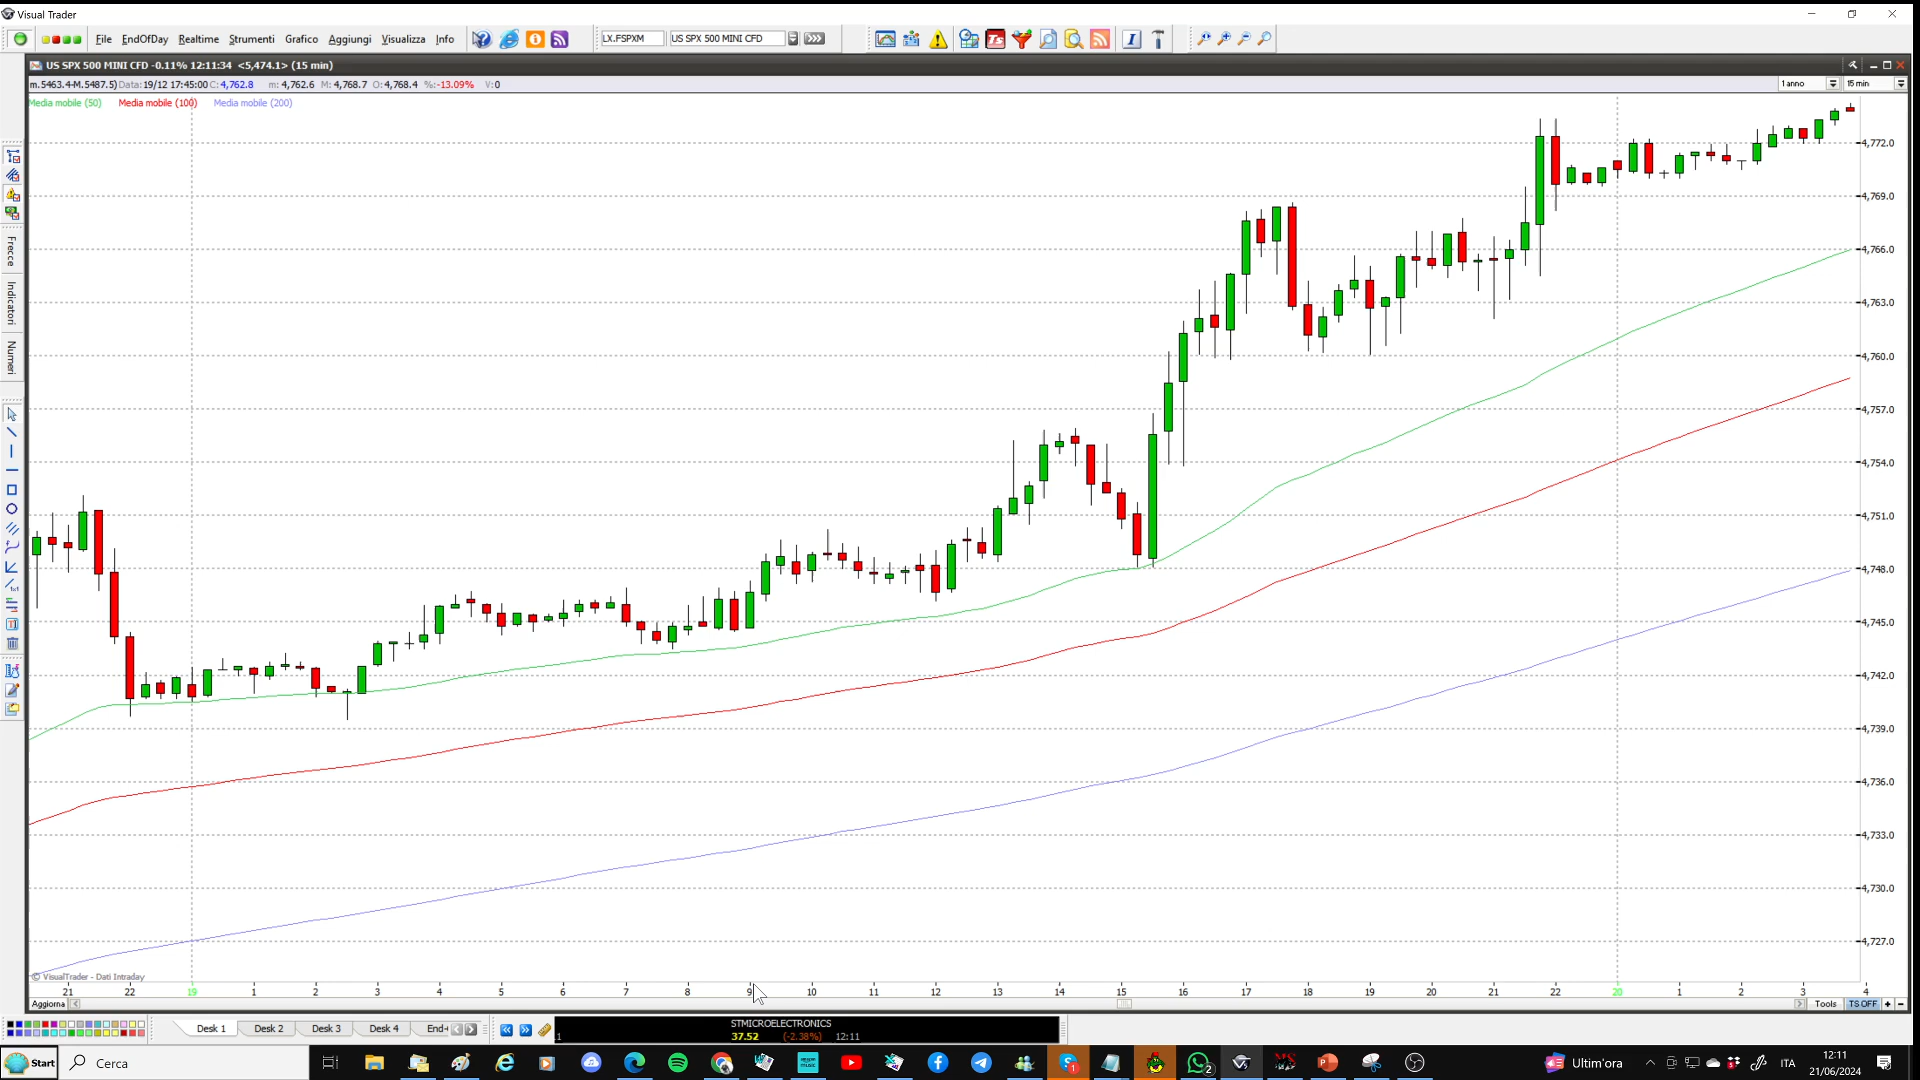 Visual Trader
File EndOfDay Realtime Strumenti Grafico Aggiungi Visualizza Info LX.FSPXM US SPX 500 MINI CFD
US SPX 500 MINI CFD -0.11% 12:11:34 <5,474.1> (15 min)
m.5463.4-M.5487.5) Data: 19/12 17:45:00 C: 4,762.8 m: 4,762.6 M: 4,768.7 O: 4,768.4 %: -13.09% V: 0 1 anno 15 min
Media mobile (50) Media mobile (100) Media mobile (200)
4,772.0
4,769.0
4,766.0
4,763.0
4,760.0
4,757.0
4,754.0
4,751.0
4,748.0
4,745.0
4,742.0
4,739.0
4,736.0
4,733.0
4,730.0
4,727.0
Frecce
Indicatori
Numeri
© VisualTrader - Dati Intraday
21 22 19 1 2 3 4 5 6 7 8 9 10 11 12 13 14 15 16 17 18 19 20 21 22 20 1 2 3 4
Aggiorna Tools TS OFF
Desk 1 Desk 2 Desk 3 Desk 4 End-
STMICROELECTRONICS
37.52 (-2.38%) 12:11
Start Cerca Ultim'ora ITA 12:11
21/06/2024